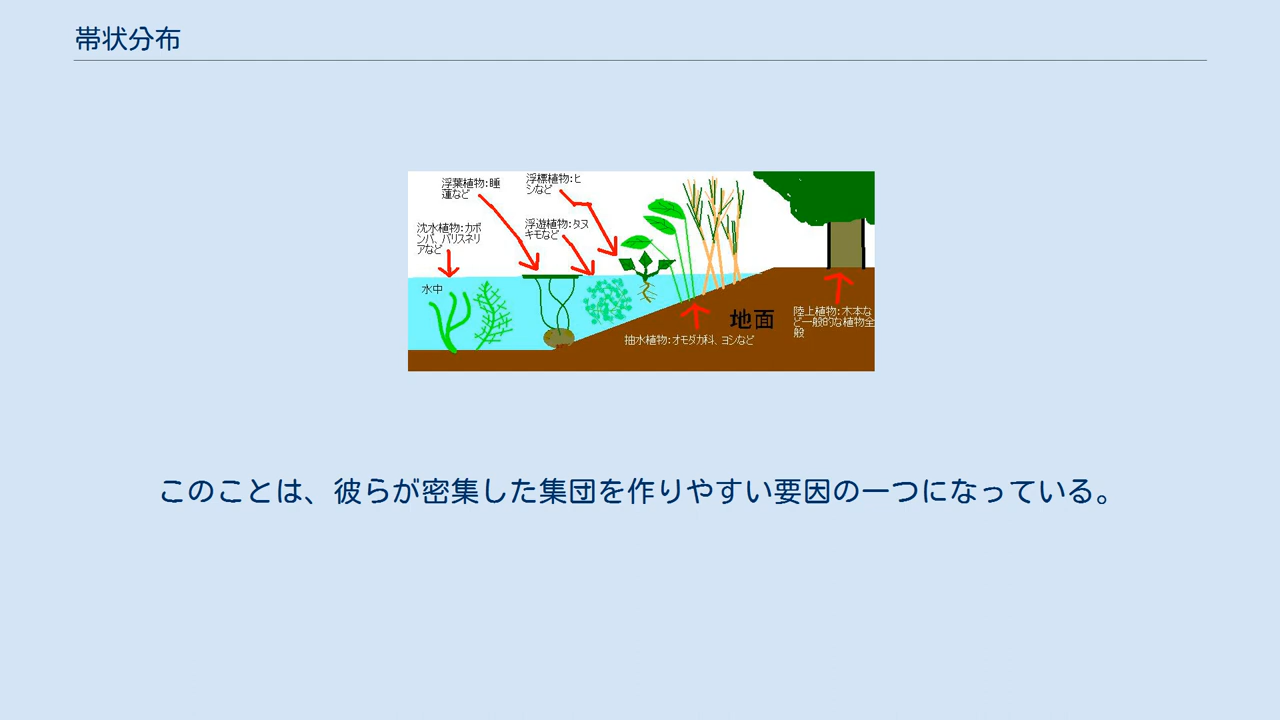 帯状分布
浮葉植物:睡
蓮など
浮標植物:ヒ
シなど
沈水植物:カボ
ンバ、バリスネリ
アなど
浮遊植物:タヌ
キモなど
水中
地面
抽水植物:オモダカ科、ヨシなど
陸上植物:木本な
ど一般的な植物全
般
このことは、彼らが密集した集団を作りやすい要因の一つになっている。